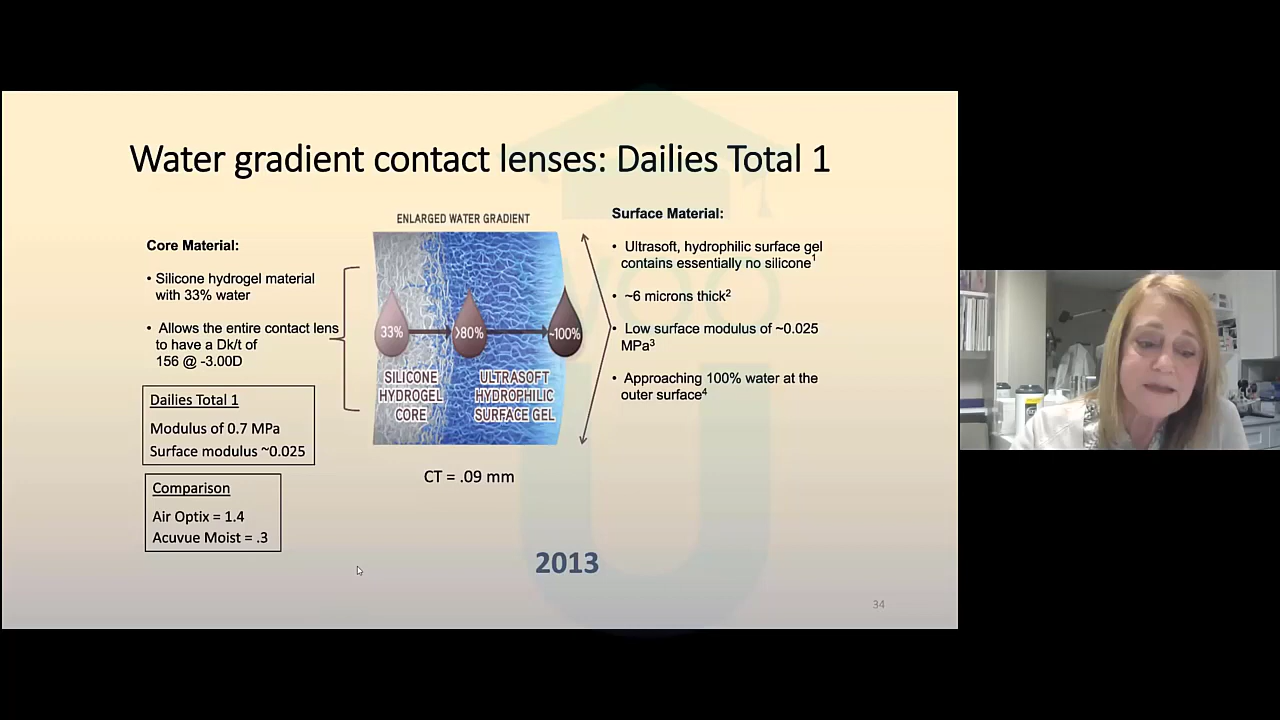 Water gradient contact lenses: Dailies Total 1
Core Material:
• Silicone hydrogel material
with 33% water
• Allows the entire contact lens
to have a Dk/t of
156 @ -3.00D
Dailies Total 1
Modulus of 0.7 MPa
Surface modulus ~0.025
Comparison
Air Optix = 1.4
Acuvue Moist = .3
ENLARGED WATER GRADIENT
33%
>80%
~100%
SILICONE
HYDROGEL
CORE
ULTRASOFT
HYDROPHILIC
SURFACE GEL
CT = .09 mm
Surface Material:
• Ultrasoft, hydrophilic surface gel
contains essentially no silicone¹
• ~6 microns thick²
• Low surface modulus of ~0.025
MPa³
• Approaching 100% water at the
outer surface⁴
2013
34